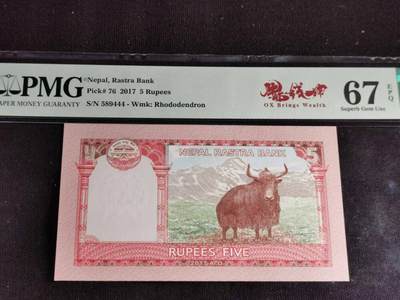 PMG
PAPER MONEY GUARANTY
Nepal, Rastra Bank
Pick# 76 2017 5 Rupees
S/N 589444 - Wmk: Rhododendron
OX Brings Wealth
67 EPQ
Superb Gem Unc
NEPAL RASTRA BANK
5
RUPEES FIVE